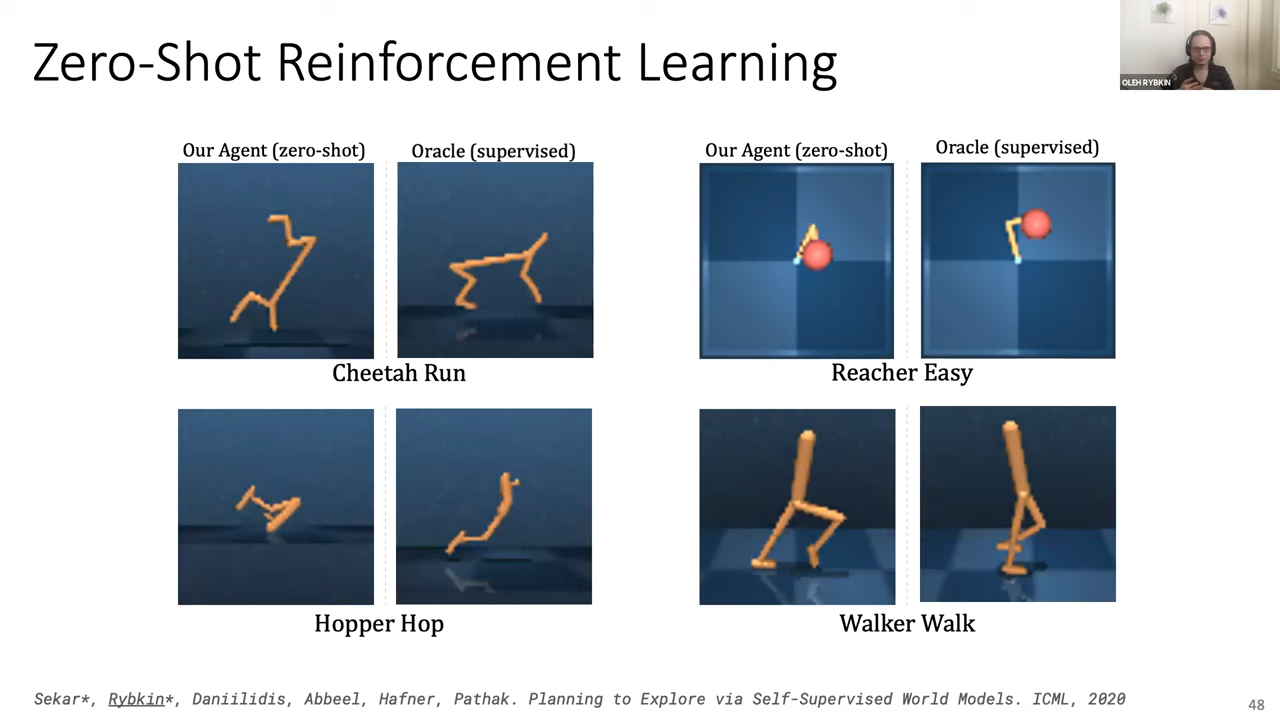 Zero-Shot Reinforcement Learning
OLEH RYBKIN
Our Agent (zero-shot)
Oracle (supervised)
Our Agent (zero-shot)
Oracle (supervised)
Cheetah Run
Reacher Easy
Hopper Hop
Walker Walk
Sekar*, Rybkin*, Daniilidis, Abbeel, Hafner, Pathak. Planning to Explore via Self-Supervised World Models. ICML, 2020
48